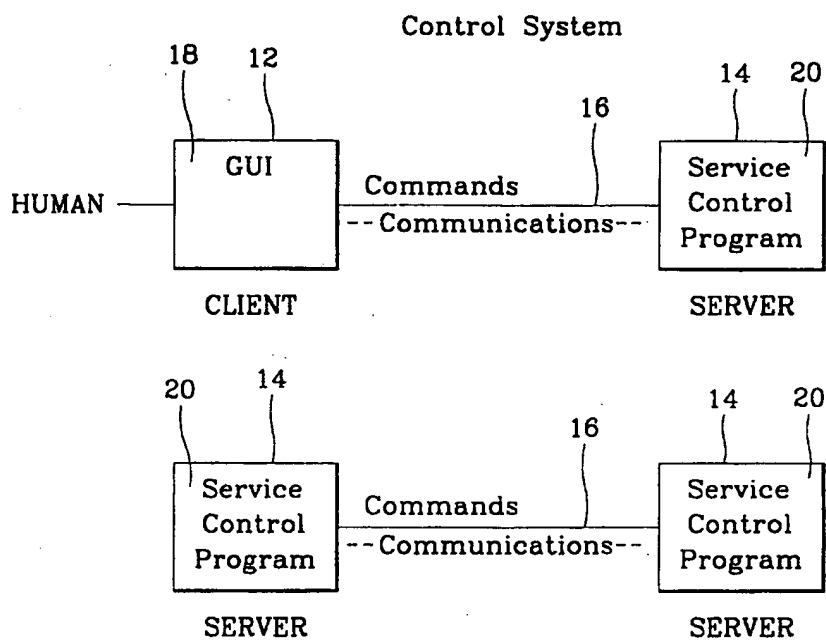 Control System
18 12 14 20
16
GUI
Service
Control
Program
HUMAN
Commands
--Communications--
CLIENT
SERVER
20 14 14 20
16
Service
Control
Program
Commands
--Communications--
Service
Control
Program
SERVER
SERVER